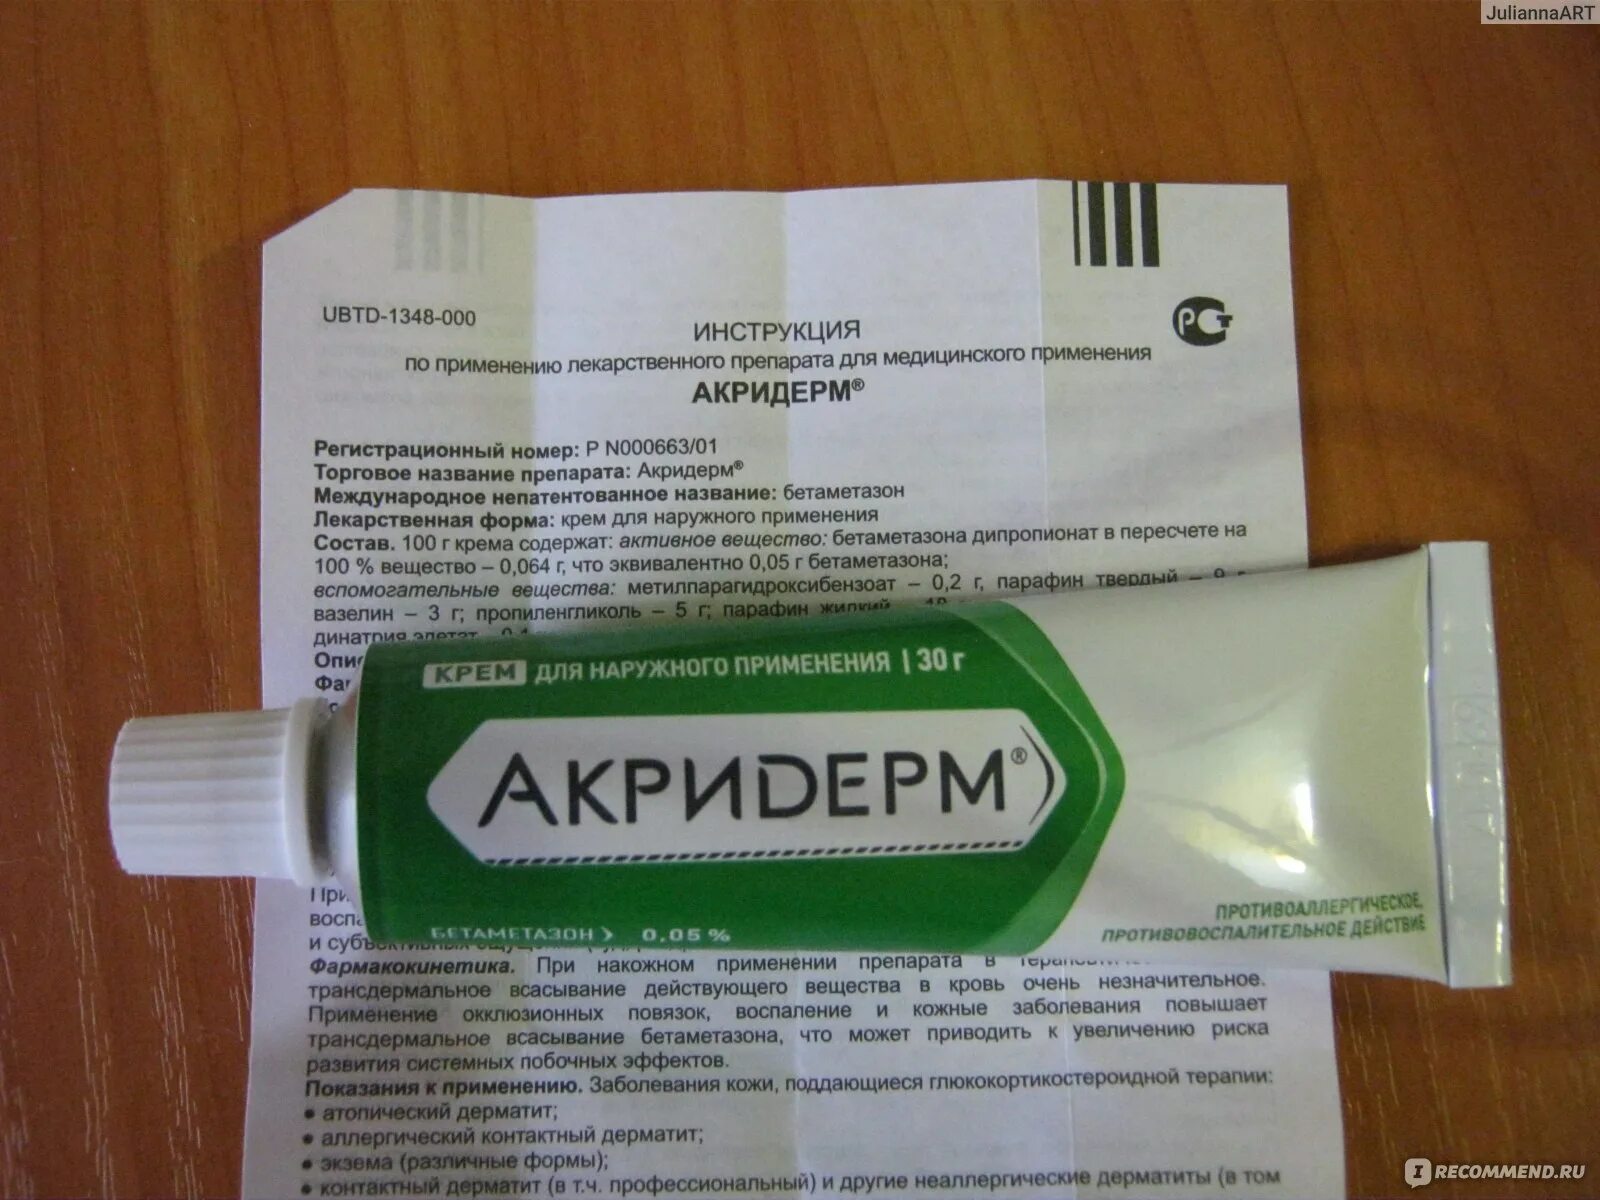 JuliannaART
UBTD-1348-000
РСТ
ИНСТРУКЦИЯ
по применению лекарственного препарата для медицинского применения
АКРИДЕРМ®
Регистрационный номер: Р N000663/01
Торговое название препарата: Акридерм®
Международное непатентованное название: бетаметазон
Лекарственная форма: крем для наружного применения
Состав. 100 г крема содержат: активное вещество: бетаметазона дипропионат в пересчете на
100 % вещество – 0,064 г, что эквивалентно 0,05 г бетаметазона;
вспомогательные вещества: метилпарагидроксибензоат – 0,2 г, парафин твердый – 9 г
вазелин – 3 г; пропиленгликоль – 5 г; парафин жидкий
динатрия эдетат
КРЕМ ДЛЯ НАРУЖНОГО ПРИМЕНЕНИЯ | 30 г
АКРИДЕРМ®
БЕТАМЕТАЗОН > 0,05 %
ПРОТИВОАЛЛЕРГИЧЕСКОЕ,
ПРОТИВОВОСПАЛИТЕЛЬНОЕ ДЕЙСТВИЕ
и субъективных
Фармакокинетика. При накожном применении препарата в
трансдермальное всасывание действующего вещества в кровь очень незначительное.
Применение окклюзионных повязок, воспаление и кожные заболевания повышает
трансдермальное всасывание бетаметазона, что может приводить к увеличению риска
развития системных побочных эффектов.
Показания к применению. Заболевания кожи, поддающиеся глюкокортикостероидной терапии:
• атопический дерматит;
• аллергический контактный дерматит;
• экзема (различные формы);
• контактный дерматит (в т.ч. профессиональный) и другие неаллергические дерматиты (в том
IRECOMMEND.RU